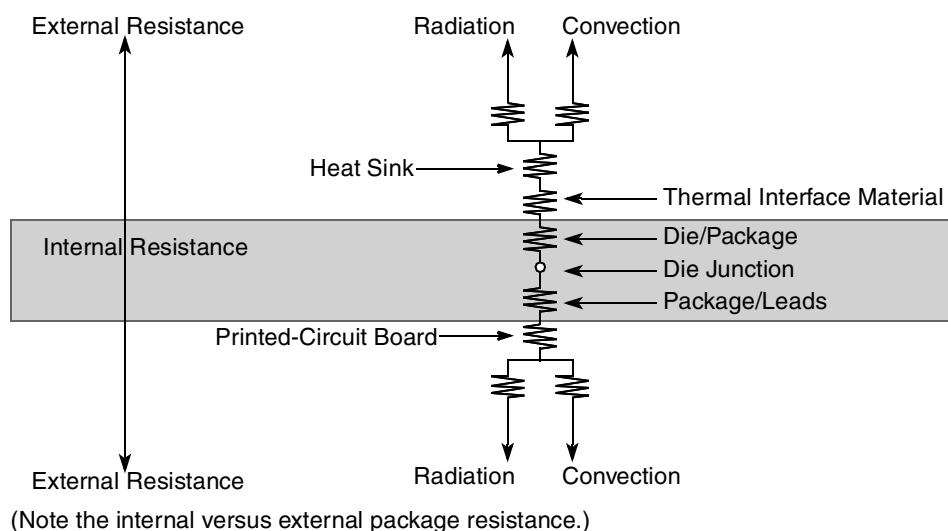 External Resistance
Radiation
Convection
Heat Sink
Thermal Interface Material
Internal Resistance
Die/Package
Die Junction
Package/Leads
Printed-Circuit Board
External Resistance
Radiation
Convection
(Note the internal versus external package resistance.)